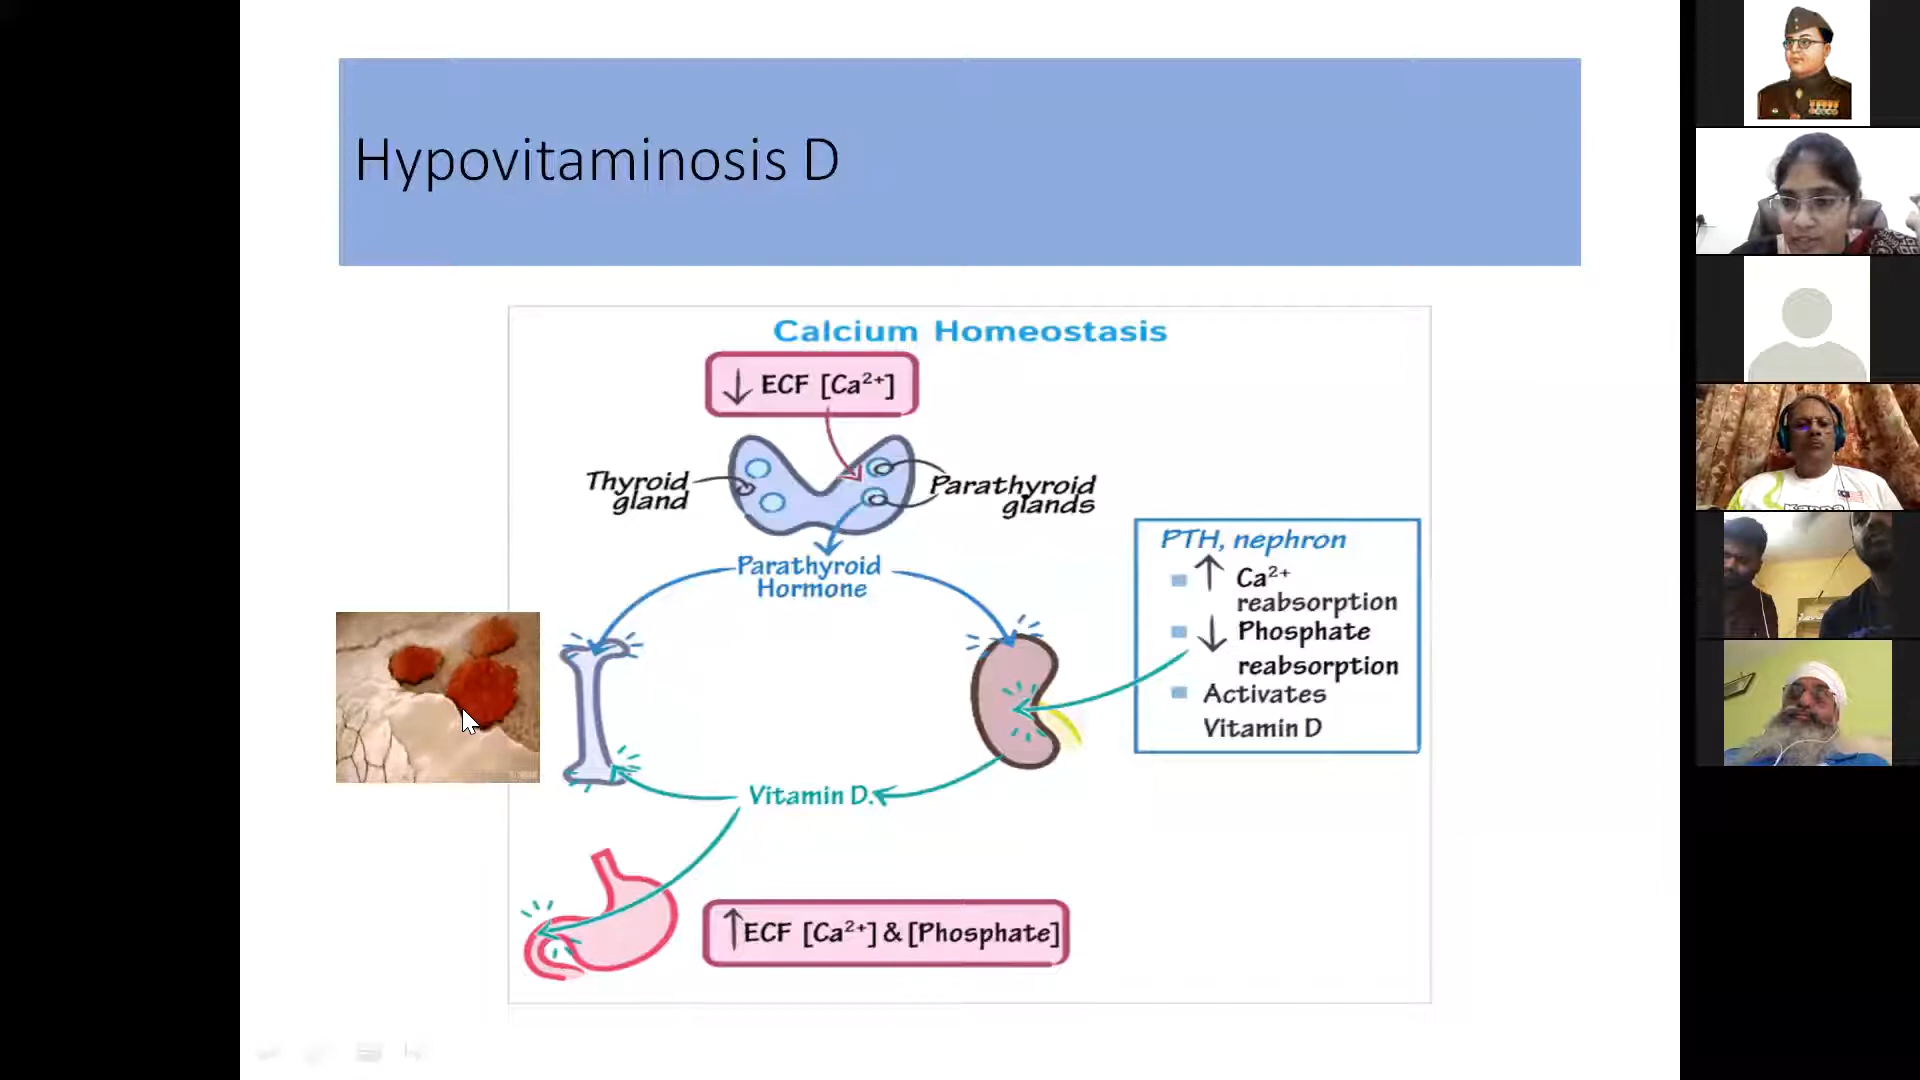 Hypovitaminosis D
Calcium Homeostasis
↓ ECF [Ca²⁺]
Thyroid
gland
Parathyroid
glands
Parathyroid
Hormone
PTH, nephron
↑ Ca²⁺
reabsorption
↓ Phosphate
reabsorption
Activates
Vitamin D
Vitamin D.
↑ECF [Ca²⁺] & [Phosphate]
Kappa